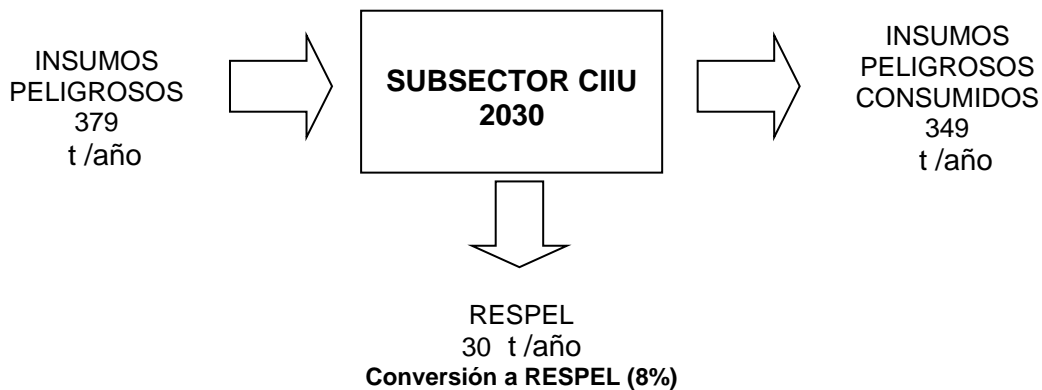 INSUMOS
PELIGROSOS
379
t /año
SUBSECTOR CIIU
2030
INSUMOS
PELIGROSOS
CONSUMIDOS
349
t /año
RESPEL
30 t /año
Conversión a RESPEL (8%)